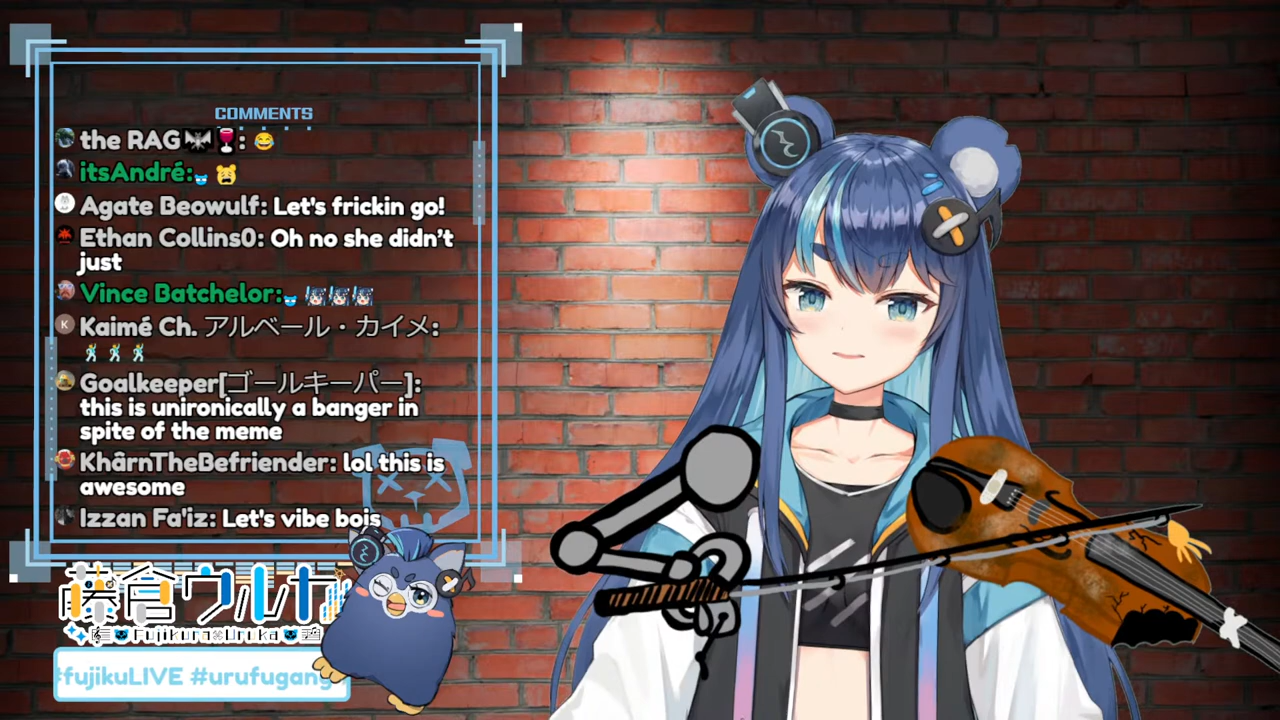 COMMENTS
the RAG🦇🍷: 😂
itsAndré:
Agate Beowulf: Let's frickin go!
Ethan Collins0: Oh no she didn't
just
Vince Batchelor:
Kaimé Ch. アルベール・カイメ:
Goalkeeper[ゴールキーパー]:
this is unironically a banger in
spite of the meme
KhârnTheBefriender: lol this is
awesome
Izzan Fa'iz: Let's vibe bois
藤倉ウルカ
Fujikura Uruka
#fujikuLIVE #urufugang